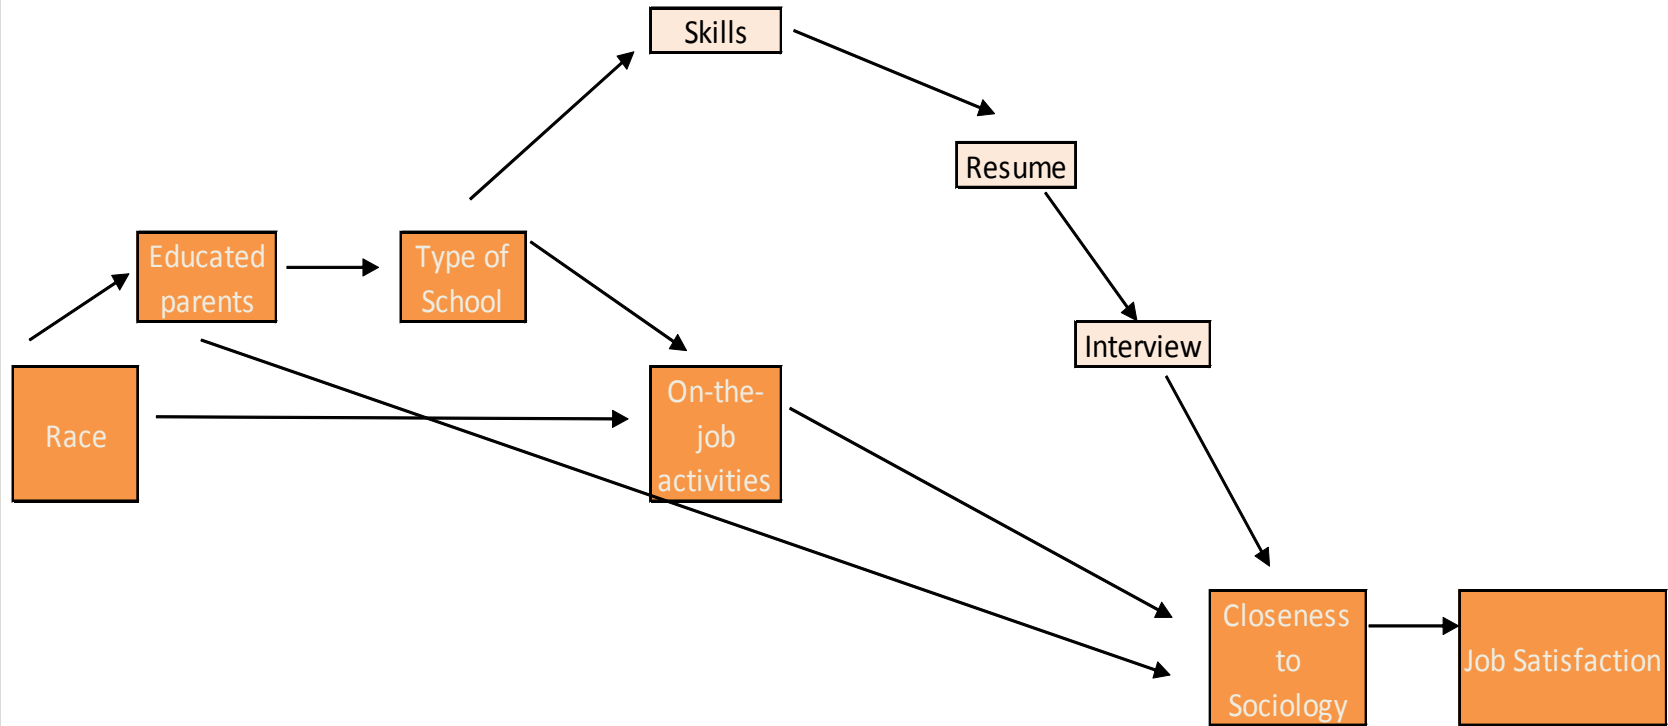 Skills
Resume
Educated
parents
Type of
School
Interview
Race
On-the-
job
activities
Closeness
to
Sociology
Job Satisfaction